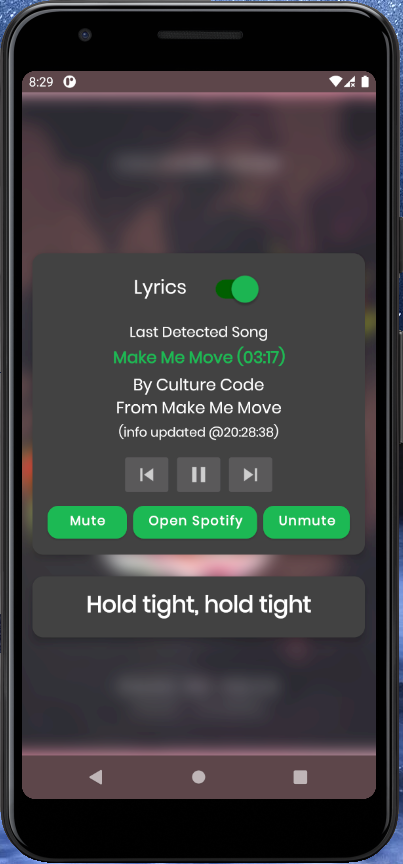 8:29
Lyrics
Last Detected Song
Make Me Move (03:17)
By Culture Code
From Make Me Move
(info updated @20:28:38)
Mute Open Spotify Unmute
Hold tight, hold tight